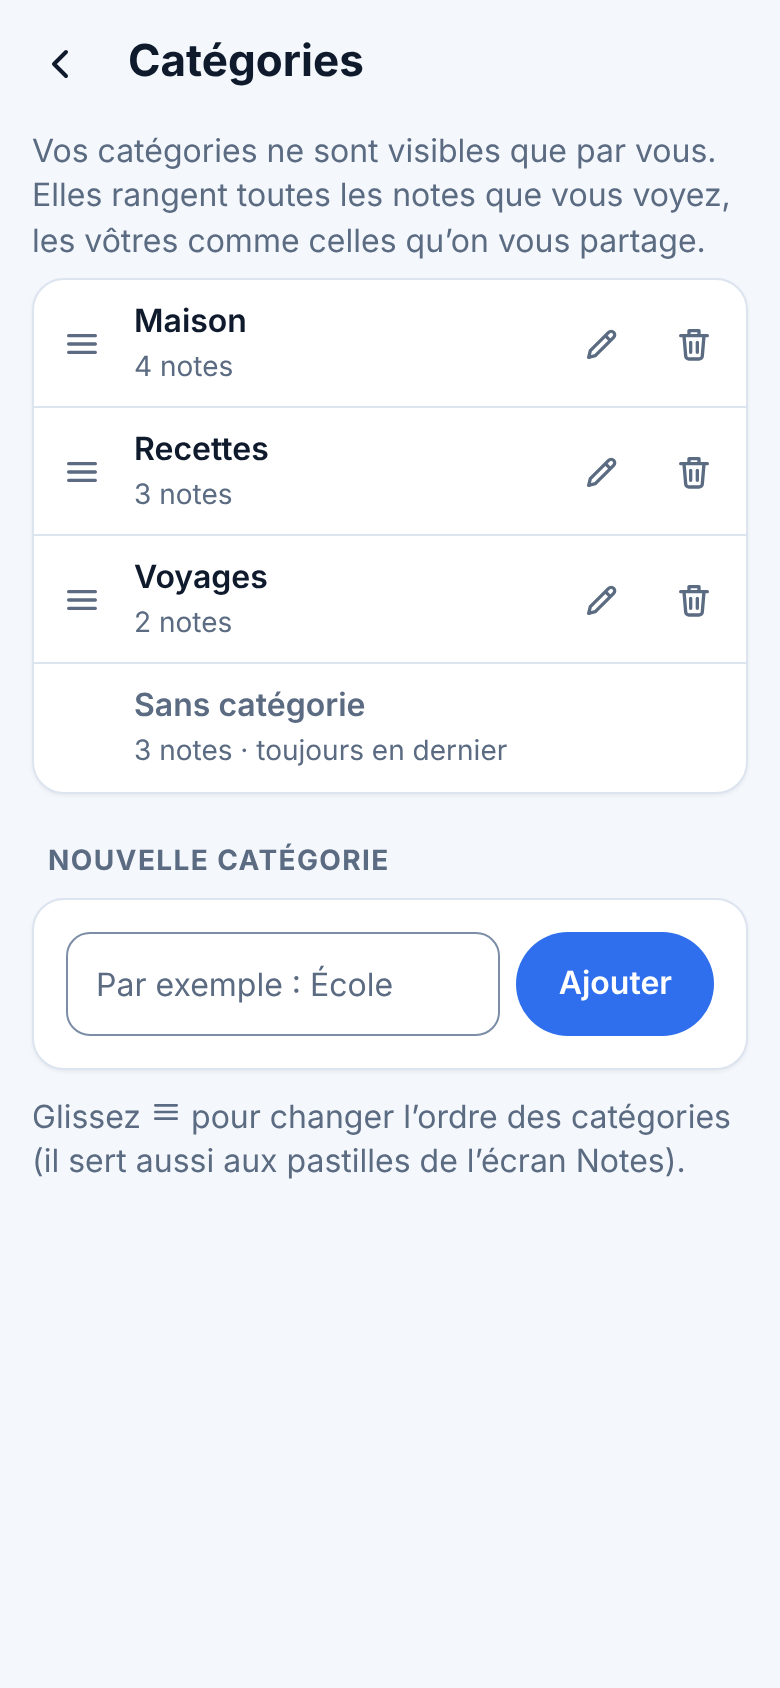 Catégories
Vos catégories ne sont visibles que par vous.
Elles rangent toutes les notes que vous voyez,
les vôtres comme celles qu’on vous partage.
Maison
4 notes
Recettes
3 notes
Voyages
2 notes
Sans catégorie
3 notes · toujours en dernier
NOUVELLE CATÉGORIE
Par exemple : École
Ajouter
Glissez ≡ pour changer l’ordre des catégories
(il sert aussi aux pastilles de l’écran Notes).